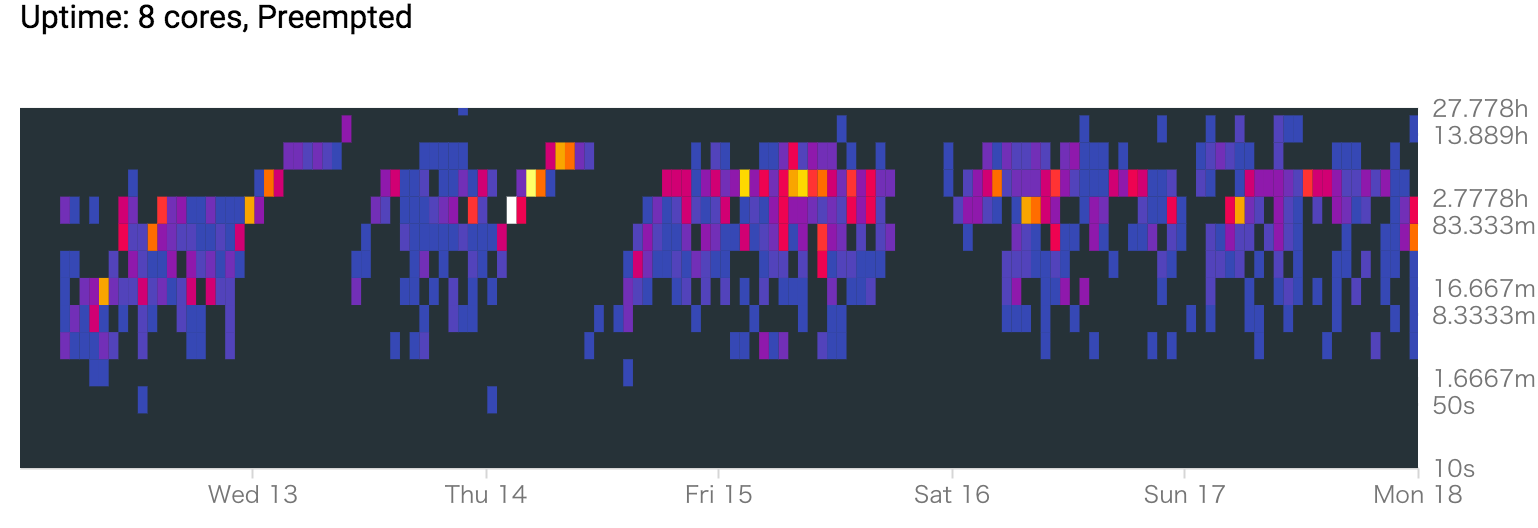 Uptime: 8 cores, Preempted
27.778h
13.889h
2.7778h
83.333m
16.667m
8.3333m
1.6667m
50s
10s
Wed 13 Thu 14 Fri 15 Sat 16 Sun 17 Mon 18